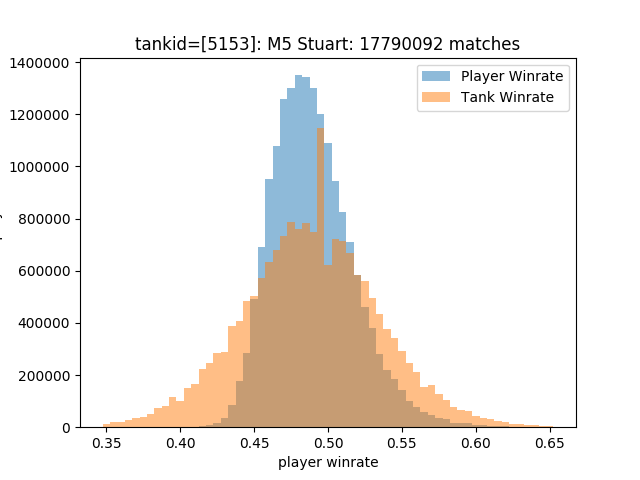 tankid=[5153]: M5 Stuart: 17790092 matches
Player Winrate
Tank Winrate
1400000
1200000
1000000
800000
600000
400000
200000
0
0.35 0.40 0.45 0.50 0.55 0.60 0.65
player winrate